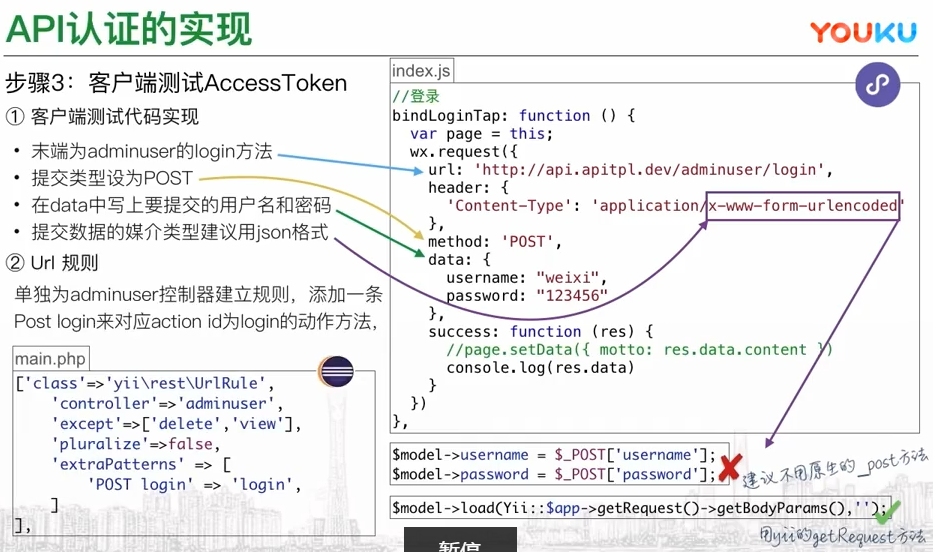 API认证的实现
YOUKU
步骤3：客户端测试AccessToken
① 客户端测试代码实现
• 末端为adminuser的login方法
• 提交类型设为POST
• 在data中写上要提交的用户名和密码
• 提交数据的媒介类型建议用json格式
② Url 规则
单独为adminuser控制器建立规则，添加一条
Post login来对应action id为login的动作方法,
main.php
['class'=>'yii\rest\UrlRule',
'controller'=>'adminuser',
'except'=>['delete','view'],
'pluralize'=>false,
'extraPatterns' => [
'POST login' => 'login',
]
],
index.js
//登录
bindLoginTap: function () {
var page = this;
wx.request({
url: 'http://api.apitpl.dev/adminuser/login',
header: {
'Content-Type': 'application/x-www-form-urlencoded'
},
method: 'POST',
data: {
username: "weixi",
password: "123456"
},
success: function (res) {
//page.setData({ motto: res.data.content })
console.log(res.data)
}
})
},
$model->username = $_POST['username'];
$model->password = $_POST['password'];
建议不用原生的_post方法
$model->load(Yii::$app->getRequest()->getBodyParams(),'');
用yii的getRequest方法
暂停